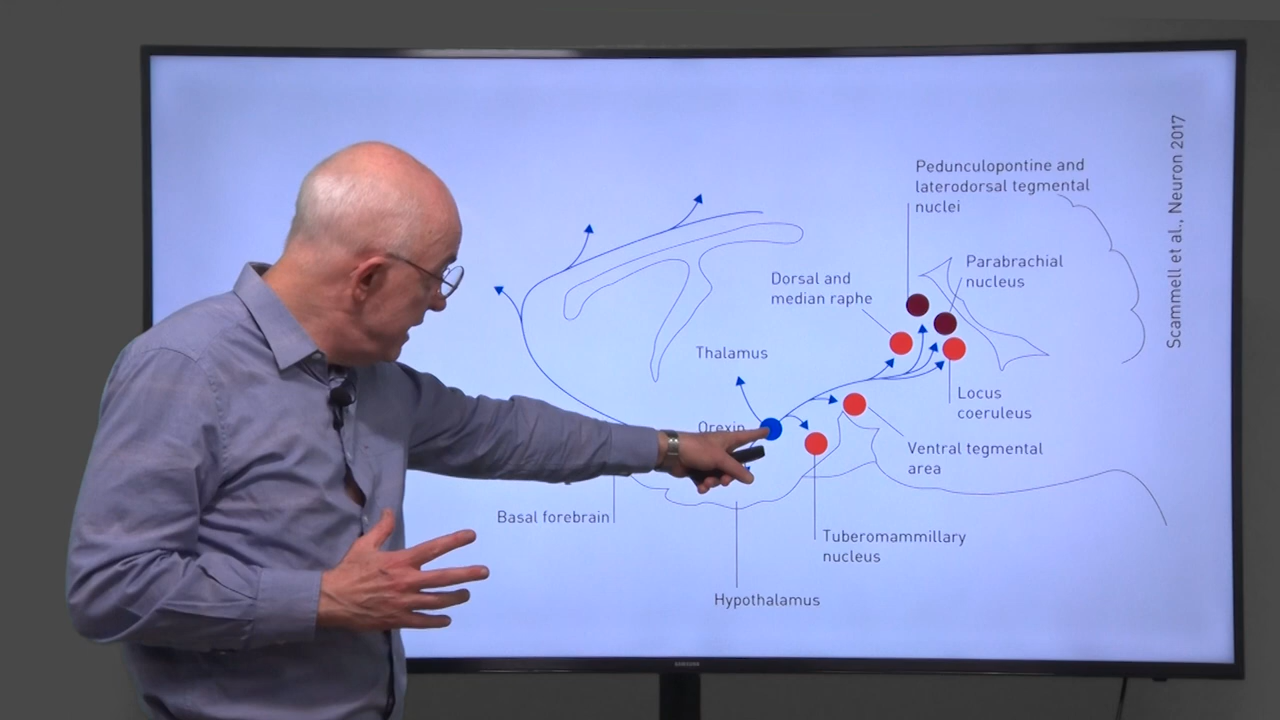 Pedunculopontine and
laterodorsal tegmental
nuclei
Parabrachial
nucleus
Dorsal and
median raphe
Thalamus
Locus
coeruleus
Orexin
Ventral tegmental
area
Basal forebrain
Tuberomammillary
nucleus
Hypothalamus
Scammell et al., Neuron 2017
SAMSUNG